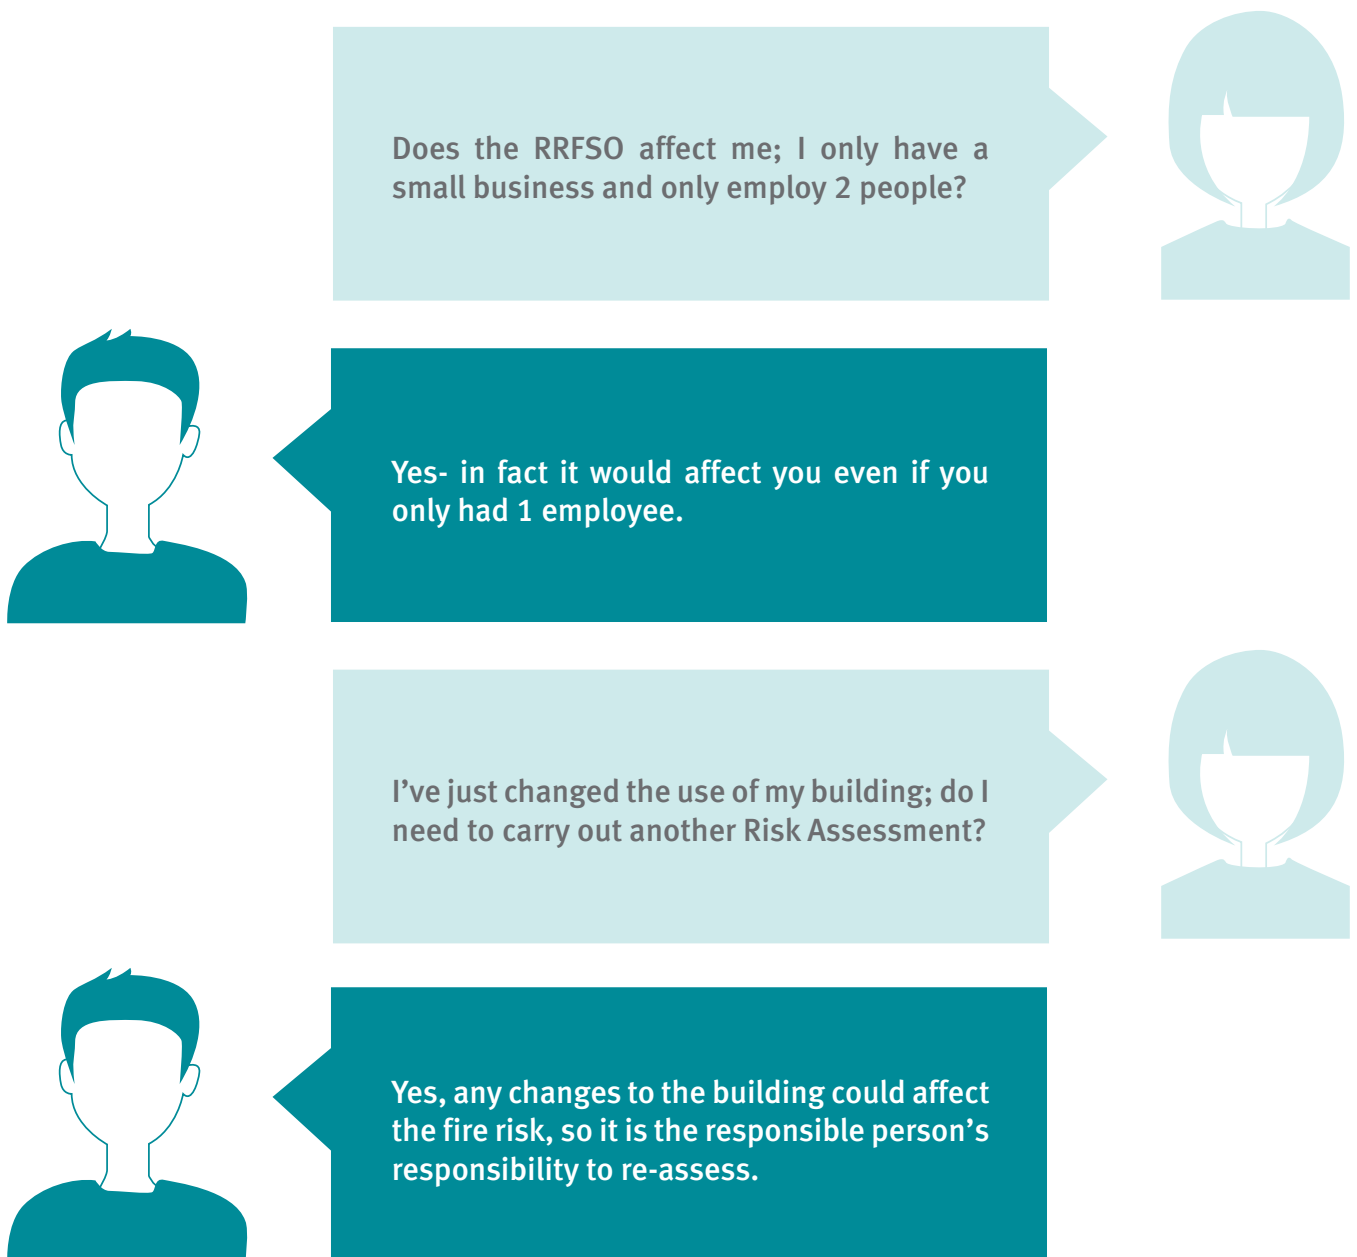 Does the RRFSO affect me; I only have a
small business and only employ 2 people?
Yes- in fact it would affect you even if you
only had 1 employee.
I’ve just changed the use of my building; do I
need to carry out another Risk Assessment?
Yes, any changes to the building could affect
the fire risk, so it is the responsible person’s
responsibility to re-assess.